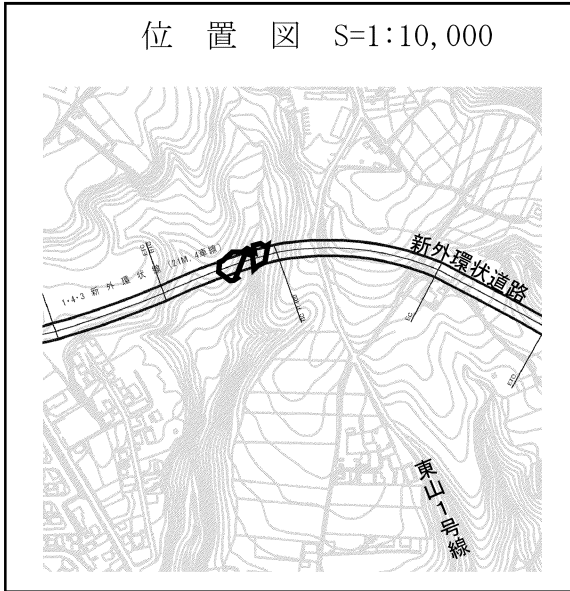 位 置 図 S=1:10,000
新外環状道路
1・4・3 新 外 環 状 線 (21M, 4車線)
東山1号線